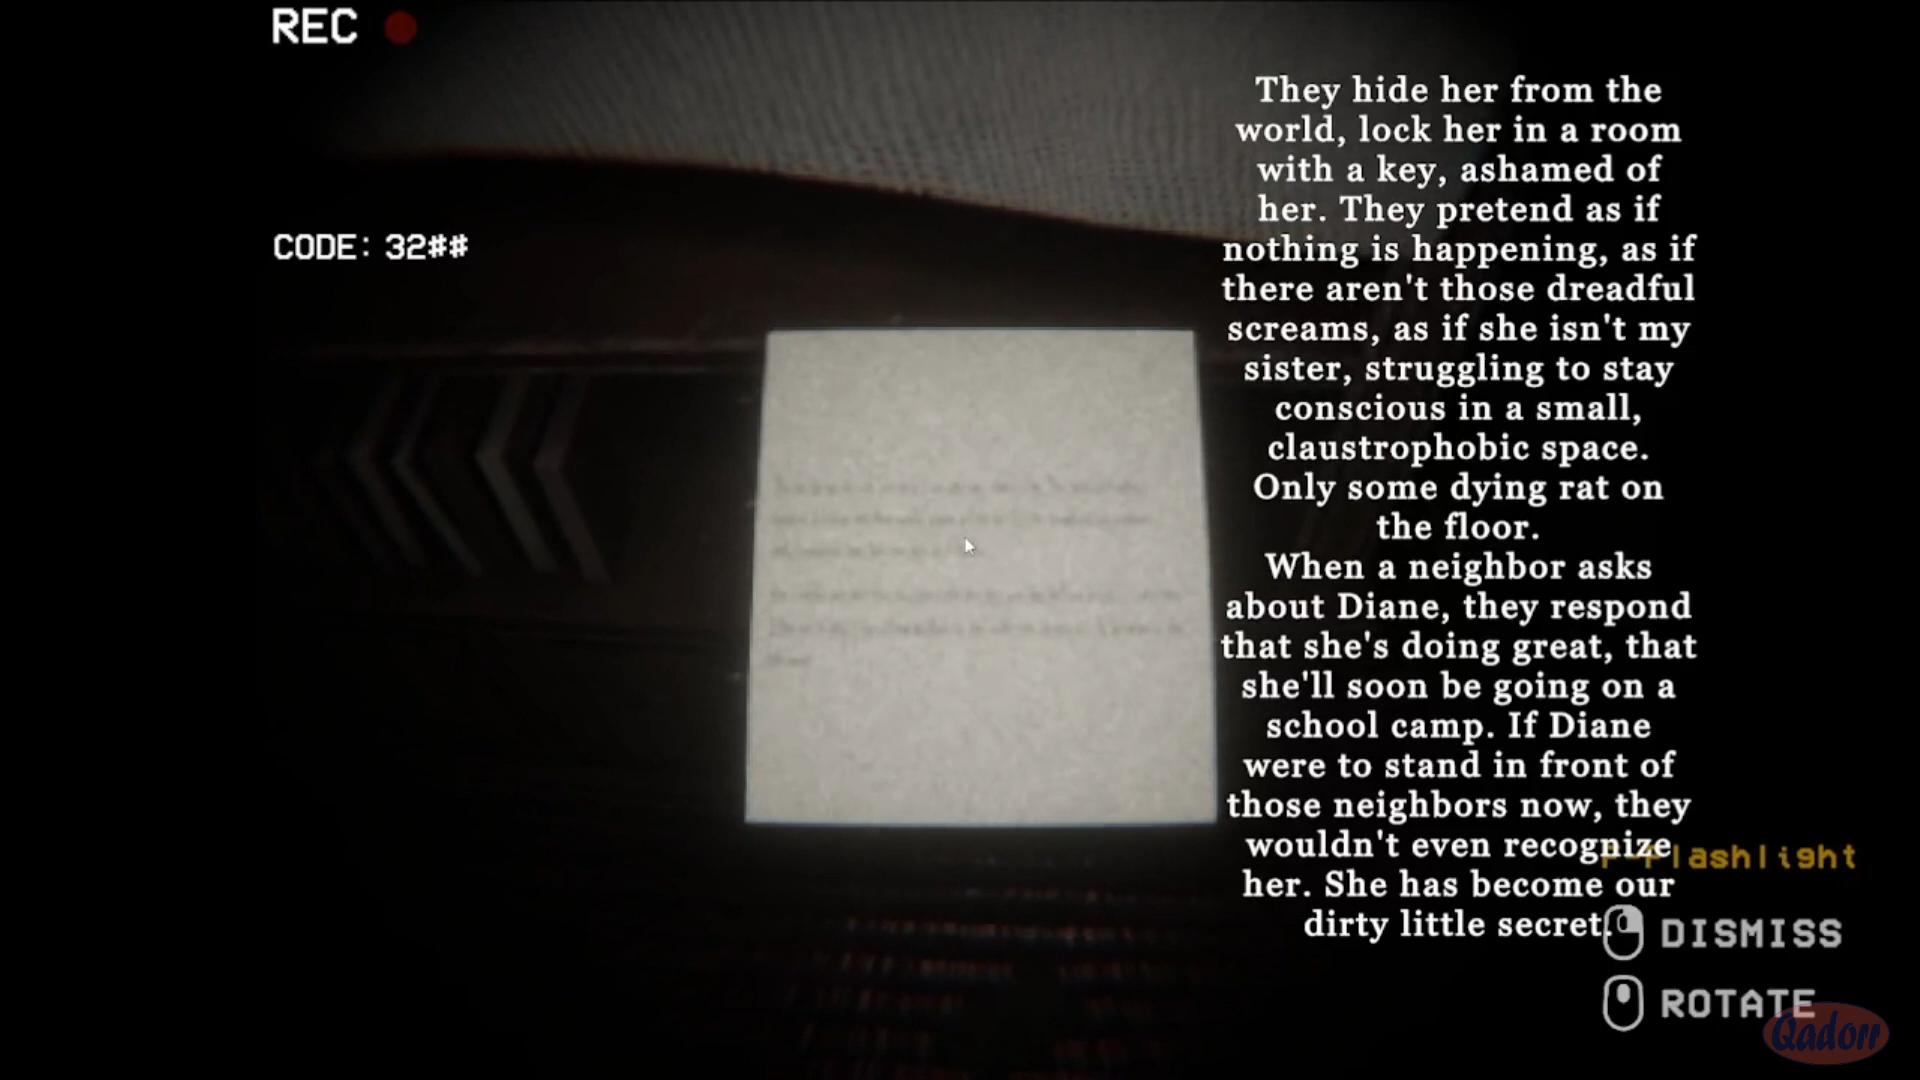 REC
CODE: 32##
They hide her from the
world, lock her in a room
with a key, ashamed of
her. They pretend as if
nothing is happening, as if
there aren't those dreadful
screams, as if she isn't my
sister, struggling to stay
conscious in a small,
claustrophobic space.
Only some dying rat on
the floor.
When a neighbor asks
about Diane, they respond
that she's doing great, that
she'll soon be going on a
school camp. If Diane
were to stand in front of
those neighbors now, they
wouldn't even recognize
her. She has become our
dirty little secret.
Flashlight
DISMISS
ROTATE
Qadorr